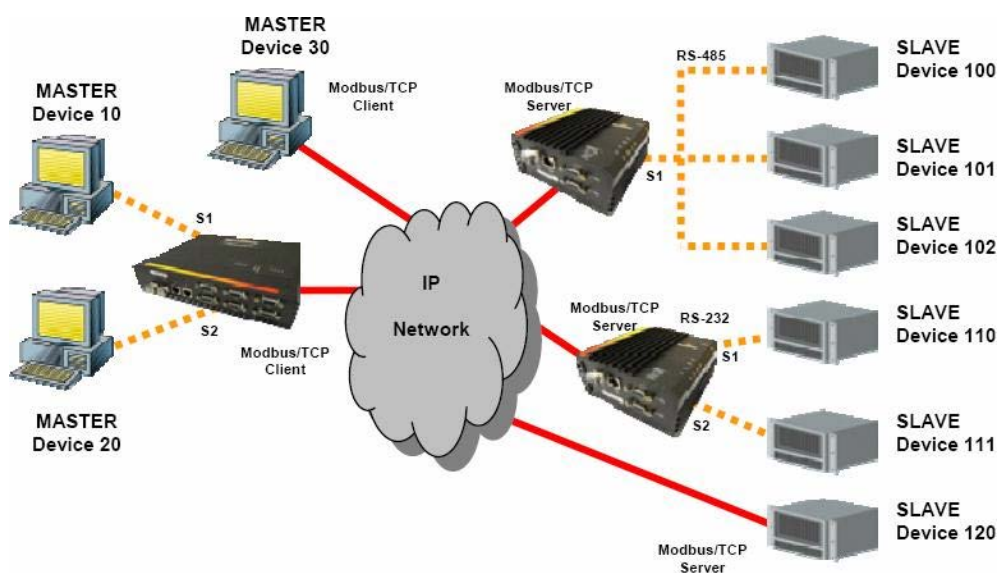 MASTER
Device 30
MASTER
Device 10
Modbus/TCP
Client
Modbus/TCP
Server
RS-485
S1
SLAVE
Device 100
SLAVE
Device 101
SLAVE
Device 102
S1
S2
Modbus/TCP
Client
MASTER
Device 20
IP
Network
Modbus/TCP
Server
RS-232
S1
S2
SLAVE
Device 110
SLAVE
Device 111
SLAVE
Device 120
Modbus/TCP
Server